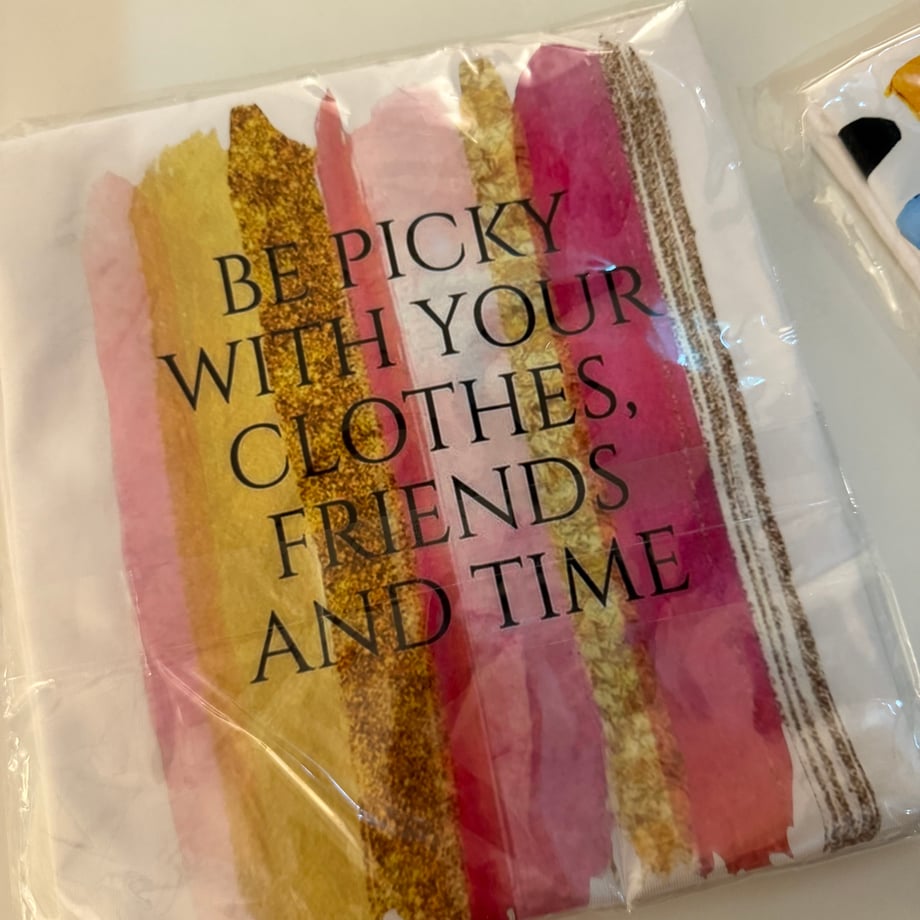 BE PICKY
WITH YOUR
CLOTHES,
FRIENDS
AND TIME